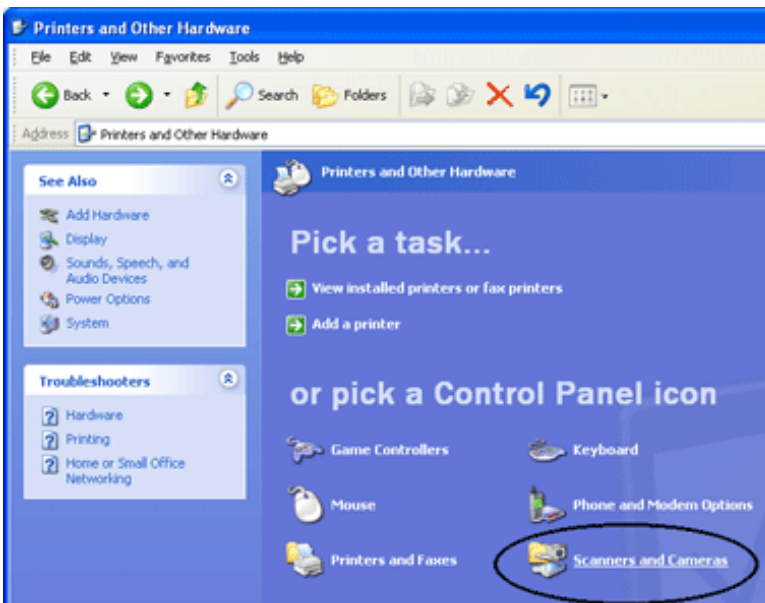 Printers and Other Hardware
File Edit View Favorites Tools Help
Back Search Folders
Address Printers and Other Hardware
See Also
Add Hardware
Display
Sounds, Speech, and
Audio Devices
Power Options
System
Troubleshooters
Hardware
Printing
Home or Small Office
Networking
Printers and Other Hardware
Pick a task...
View installed printers or fax printers
Add a printer
or pick a Control Panel icon
Game Controllers Keyboard
Mouse Phone and Modem Options
Printers and Faxes Scanners and Cameras